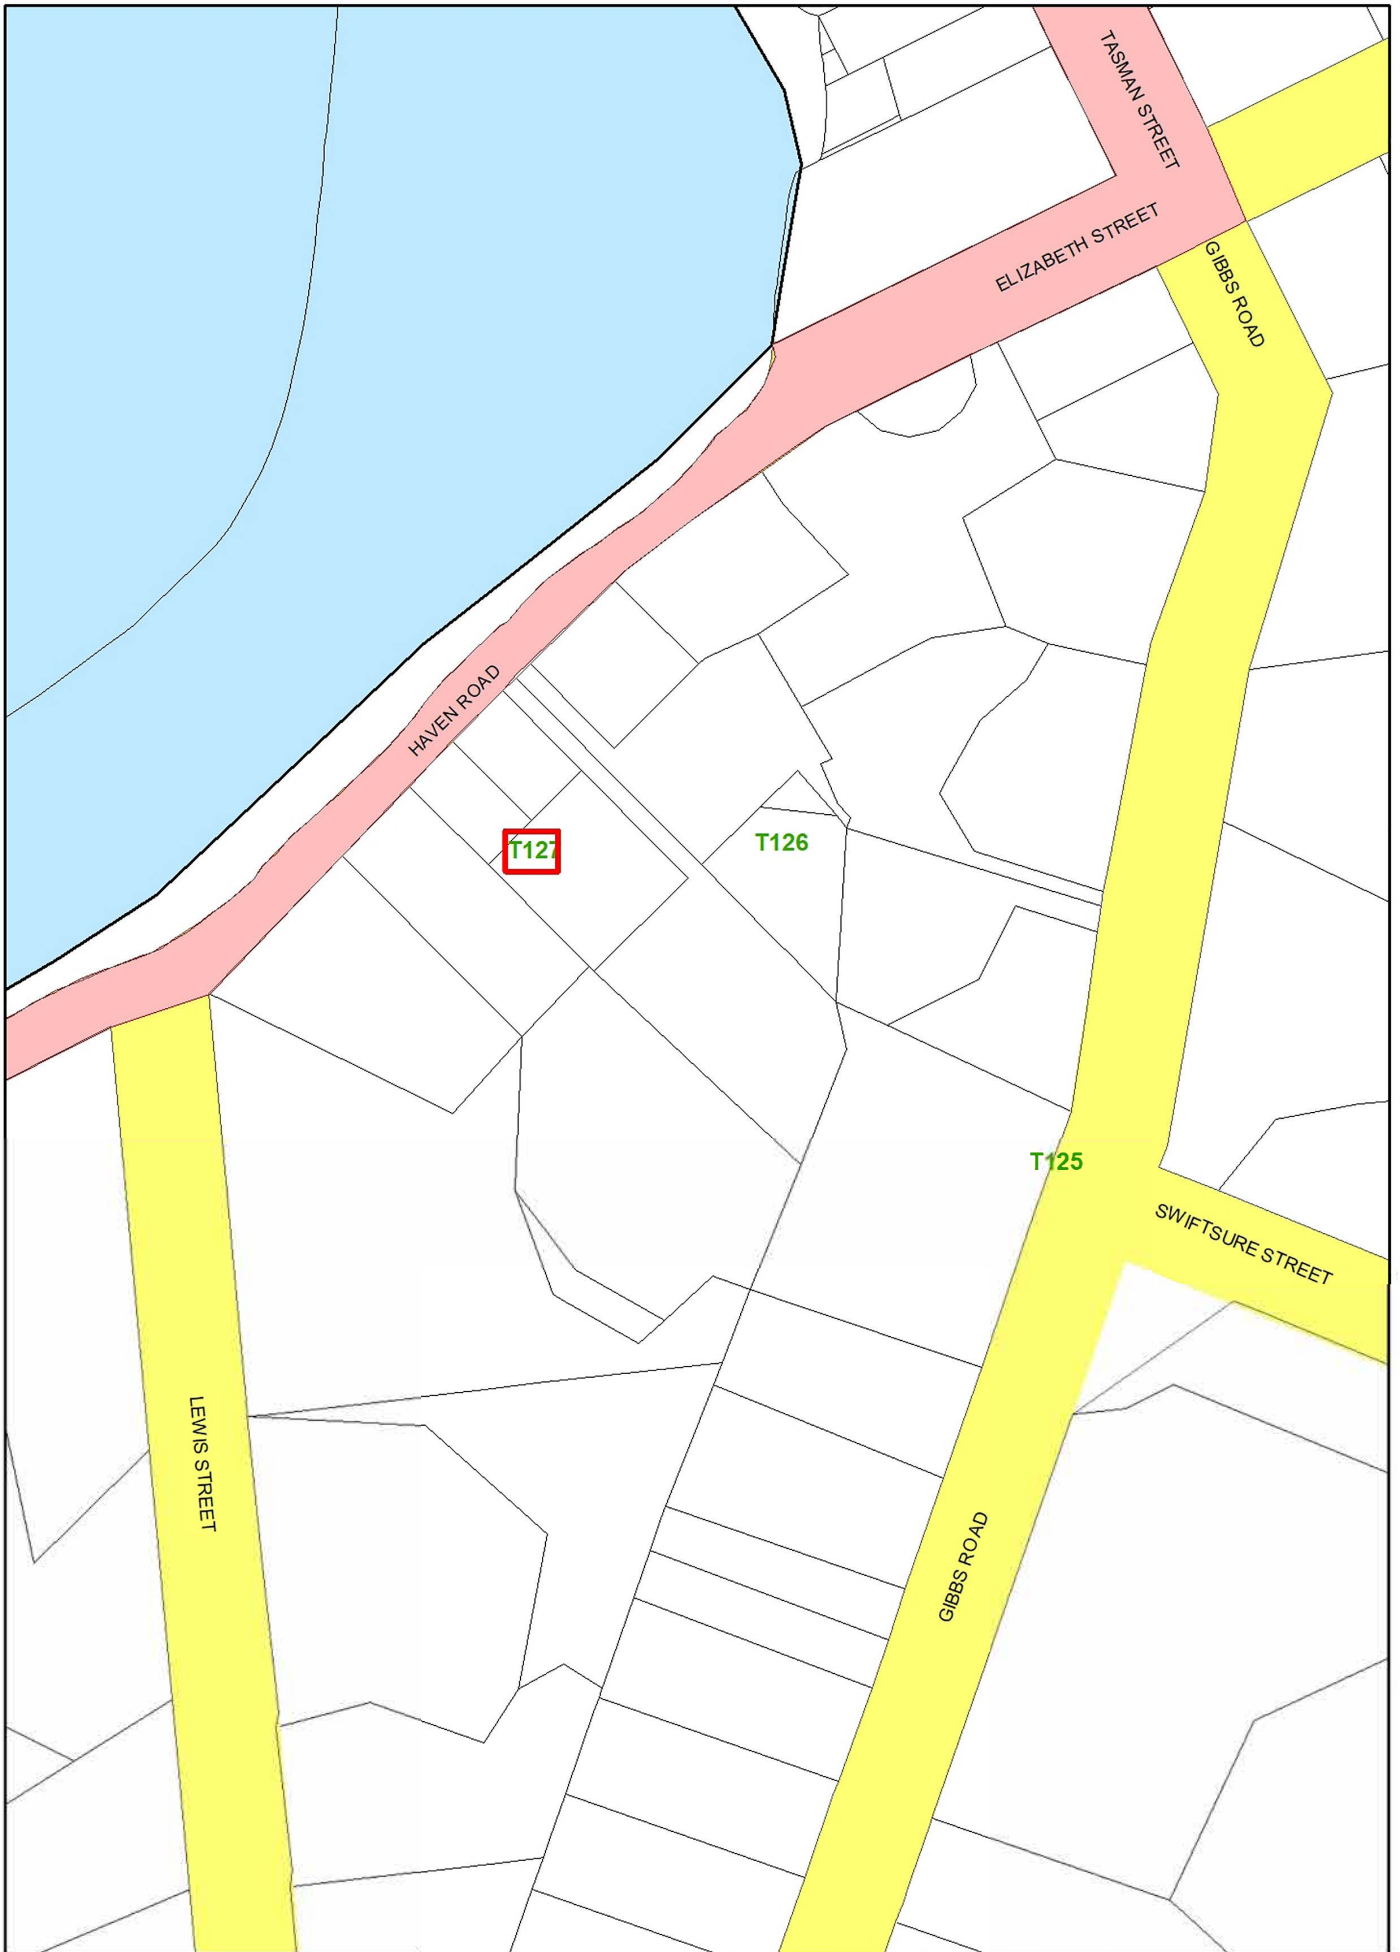 TASMAN STREET
ELIZABETH STREET
GIBBS ROAD
HAVEN ROAD
T127
T126
T125
SWIFTSURE STREET
LEWIS STREET
GIBBS ROAD